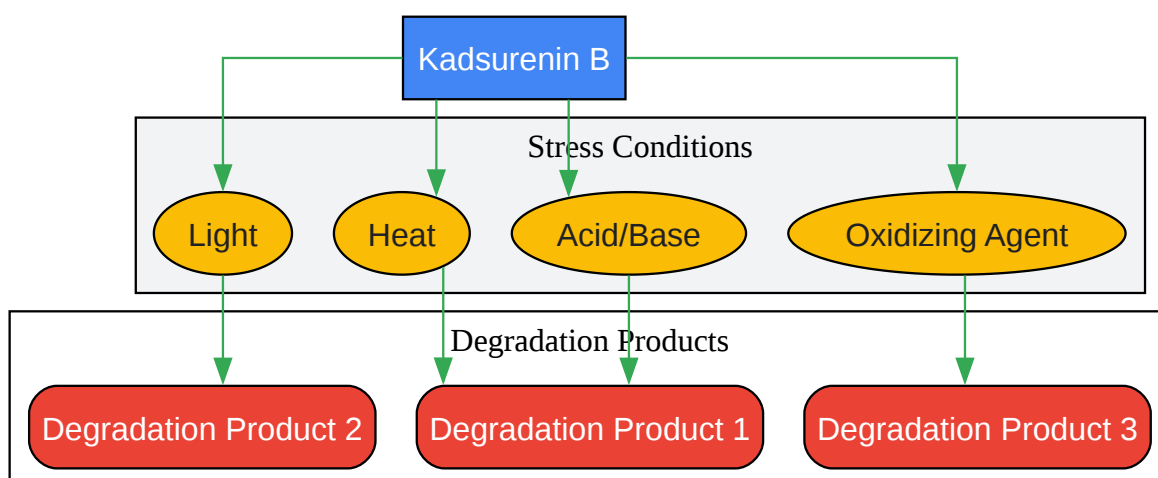 Kadsurenin B
Stress Conditions
Light
Heat
Acid/Base
Oxidizing Agent
Degradation Products
Degradation Product 2
Degradation Product 1
Degradation Product 3